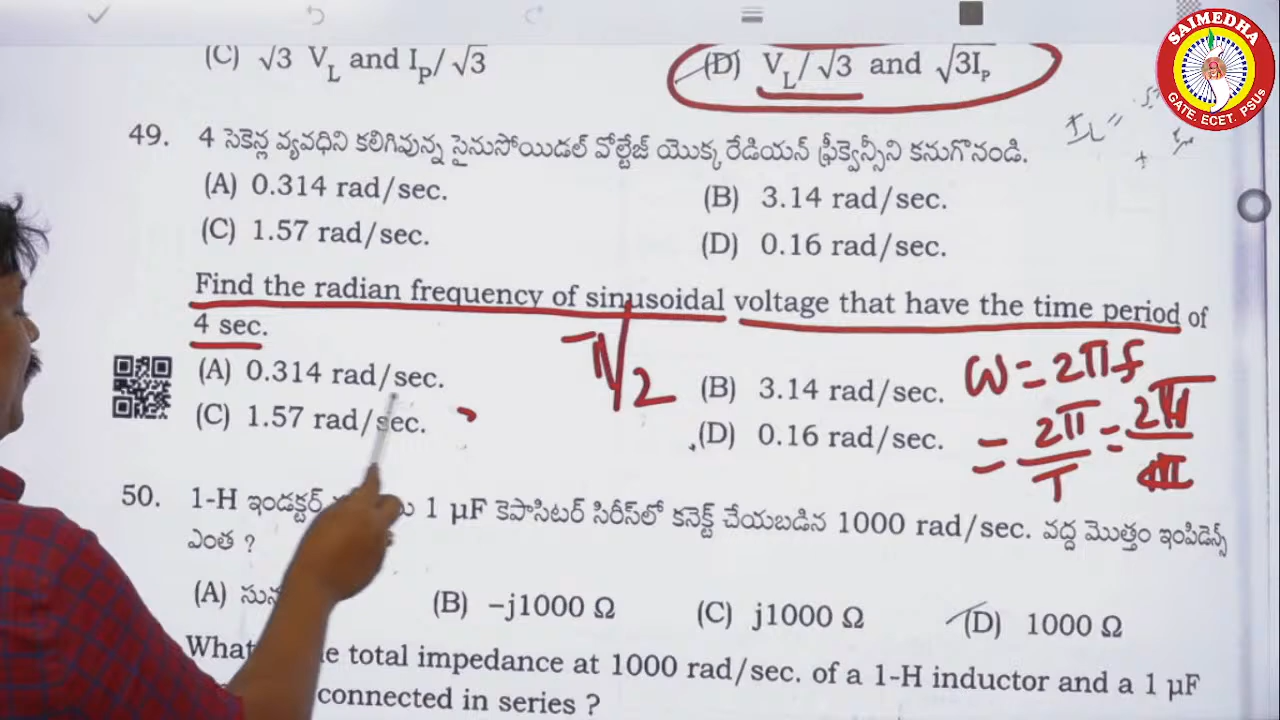 SAIMEDHA
GATE. ECET. PSUs
(C) √3 V_L and I_P/√3
(D) V_L/√3 and √3I_P
I_L =
49. 4 సెకెన్ల వ్యవధిని కలిగివున్న సైనుసోయిడల్ వోల్టేజ్ యొక్క రేడియన్ ఫ్రీక్వెన్సీని కనుగొనండి.
(A) 0.314 rad/sec.
(B) 3.14 rad/sec.
(C) 1.57 rad/sec.
(D) 0.16 rad/sec.
Find the radian frequency of sinusoidal voltage that have the time period of
4 sec.
(A) 0.314 rad/sec.
(B) 3.14 rad/sec.
(C) 1.57 rad/sec.
(D) 0.16 rad/sec.
π/2
ω = 2πf
= 2π/T = 2π/4
50. 1-H ఇండక్టర్ 1 µF కెపాసిటర్ సిరీస్‌లో కనెక్ట్ చేయబడిన 1000 rad/sec. వద్ద మొత్తం ఇంపిడెన్స్
ఎంత ?
(A)
(B) –j1000 Ω
(C) j1000 Ω
(D) 1000 Ω
What total impedance at 1000 rad/sec. of a 1-H inductor and a 1 µF
connected in series ?